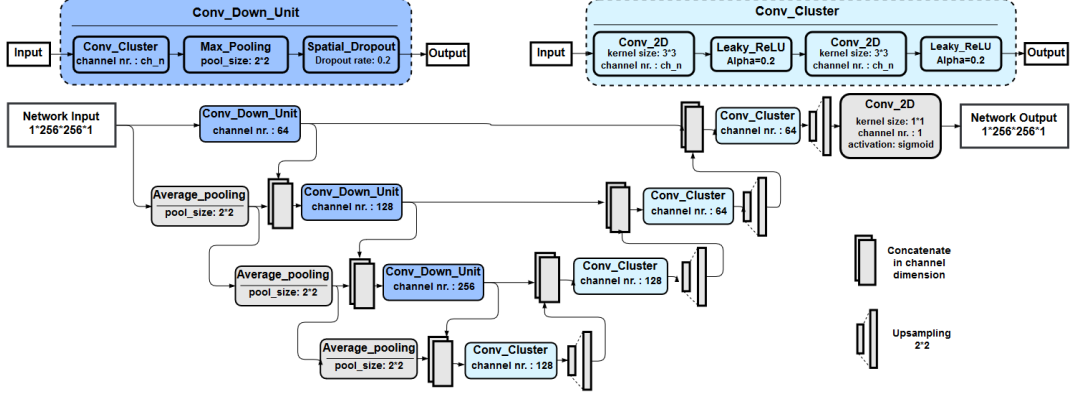 Conv_Down_Unit
Input
Conv_Cluster
channel nr. : ch_n
Max_Pooling
pool_size: 2*2
Spatial_Dropout
Dropout rate: 0.2
Output
Conv_Cluster
Input
Conv_2D
kernel size: 3*3
channel nr. : ch_n
Leaky_ReLU
Alpha=0.2
Conv_2D
kernel size: 3*3
channel nr. : ch_n
Leaky_ReLU
Alpha=0.2
Output
Network Input
1*256*256*1
Conv_Down_Unit
channel nr. : 64
Conv_Cluster
channel nr. : 64
Conv_2D
kernel size: 1*1
channel nr. : 1
activation: sigmoid
Network Output
1*256*256*1
Average_pooling
pool_size: 2*2
Conv_Down_Unit
channel nr. : 128
Conv_Cluster
channel nr. : 64
Average_pooling
pool_size: 2*2
Conv_Down_Unit
channel nr. : 256
Conv_Cluster
channel nr. : 128
Concatenate
in channel
dimension
Average_pooling
pool_size: 2*2
Conv_Cluster
channel nr. : 128
Upsampling
2*2